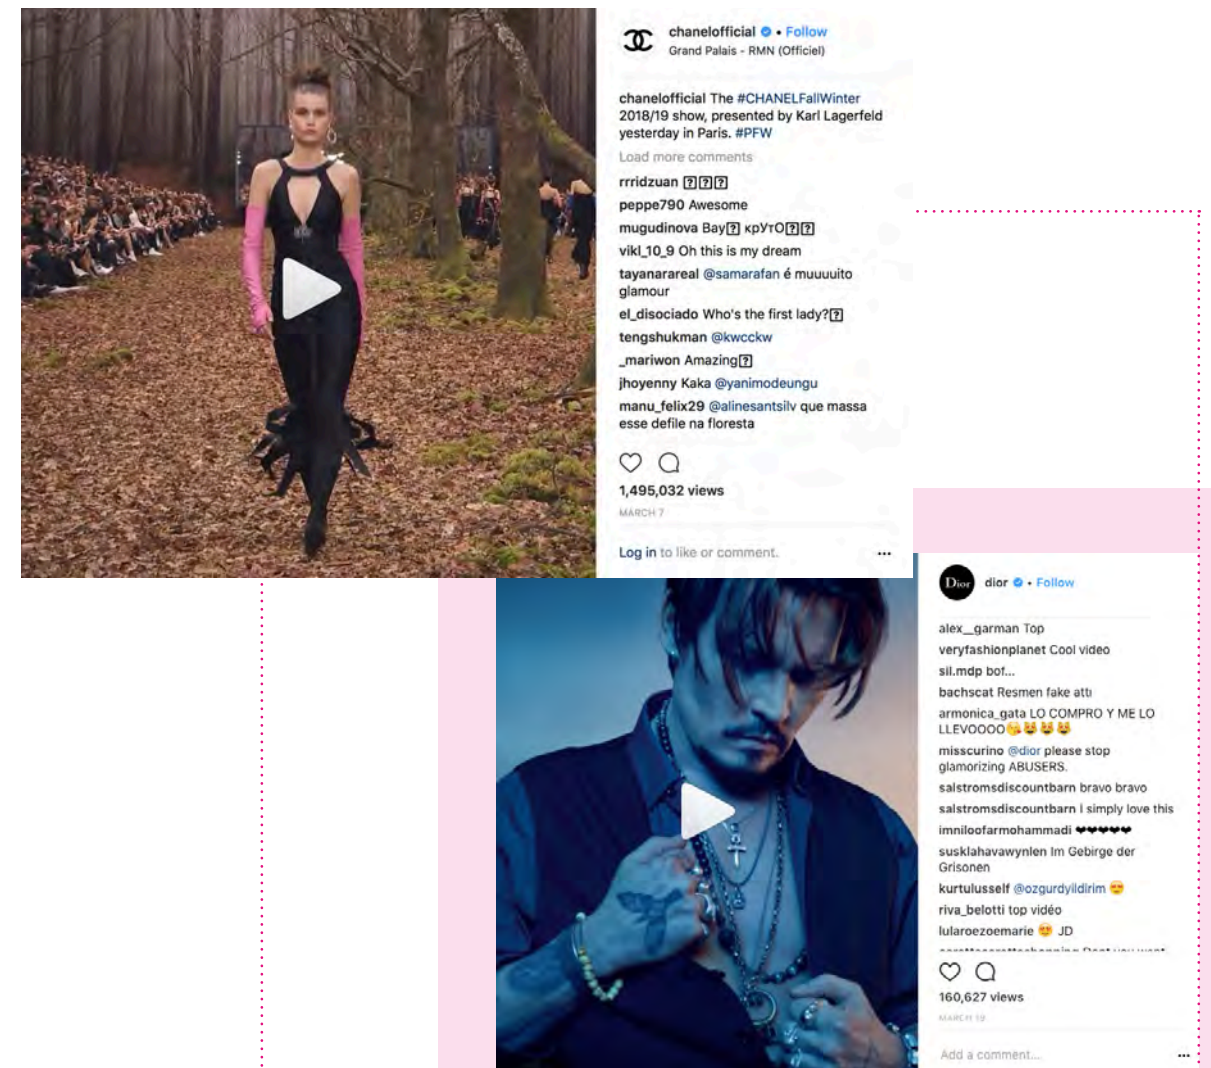 chanelofficial • Follow
Grand Palais - RMN (Officiel)
chanelofficial The #CHANELFallWinter
2018/19 show, presented by Karl Lagerfeld
yesterday in Paris. #PFW
Load more comments
rrridzuan
peppe790 Awesome
mugudinova Вау крУтО
viki_10_9 Oh this is my dream
tayanarareal @samarafan é muuuuito
glamour
el_disociado Who's the first lady?
tengshukman @kwcckw
_mariwon Amazing
jhoyenny Kaka @yanimodeungu
manu_felix29 @alinesantsilv que massa
esse defile na floresta
1,495,032 views
MARCH 7
Log in to like or comment.
Dior
dior • Follow
alex__garman Top
veryfashionplanet Cool video
sil.mdp bof...
bachscat Resmen fake attı
armonica_gata LO COMPRO Y ME LO
LLEVOOOO😘😹😹😹
misscurino @dior please stop
glamorizing ABUSERS.
salstromsdiscountbarn bravo bravo
salstromsdiscountbarn I simply love this
imniloofarmohammadi ❤❤❤❤❤
susklahavawynlen Im Gebirge der
Grisonen
kurtulusself @ozgurdyildirim 😍
riva_belotti top vidéo
lularoezoemarie 😍 JD
160,627 views
MARCH 19
Add a comment...